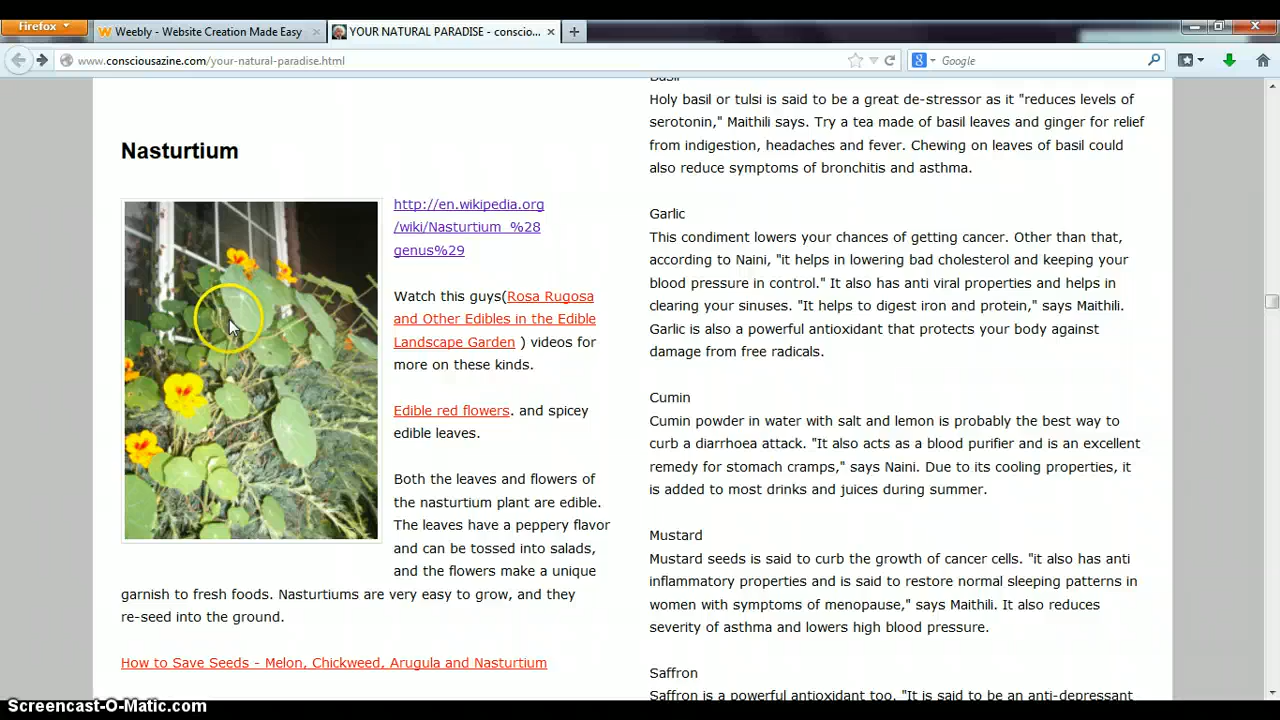 Firefox
Weebly - Website Creation Made Easy
YOUR NATURAL PARADISE - conscio...
www.consciousazine.com/your-natural-paradise.html
Google
Nasturtium
http://en.wikipedia.org
/wiki/Nasturtium_%28
genus%29
Watch this guys(Rosa Rugosa
and Other Edibles in the Edible
Landscape Garden ) videos for
more on these kinds.
Edible red flowers. and spicey
edible leaves.
Both the leaves and flowers of
the nasturtium plant are edible.
The leaves have a peppery flavor
and can be tossed into salads,
and the flowers make a unique
garnish to fresh foods. Nasturtiums are very easy to grow, and they
re-seed into the ground.
How to Save Seeds - Melon, Chickweed, Arugula and Nasturtium
Basil
Holy basil or tulsi is said to be a great de-stressor as it "reduces levels of
serotonin," Maithili says. Try a tea made of basil leaves and ginger for relief
from indigestion, headaches and fever. Chewing on leaves of basil could
also reduce symptoms of bronchitis and asthma.
Garlic
This condiment lowers your chances of getting cancer. Other than that,
according to Naini, "it helps in lowering bad cholesterol and keeping your
blood pressure in control." It also has anti viral properties and helps in
clearing your sinuses. "It helps to digest iron and protein," says Maithili.
Garlic is also a powerful antioxidant that protects your body against
damage from free radicals.
Cumin
Cumin powder in water with salt and lemon is probably the best way to
curb a diarrhoea attack. "It also acts as a blood purifier and is an excellent
remedy for stomach cramps," says Naini. Due to its cooling properties, it
is added to most drinks and juices during summer.
Mustard
Mustard seeds is said to curb the growth of cancer cells. "it also has anti
inflammatory properties and is said to restore normal sleeping patterns in
women with symptoms of menopause," says Maithili. It also reduces
severity of asthma and lowers high blood pressure.
Saffron
Saffron is a powerful antioxidant too. "It is said to be an anti-depressant
Screencast-O-Matic.com